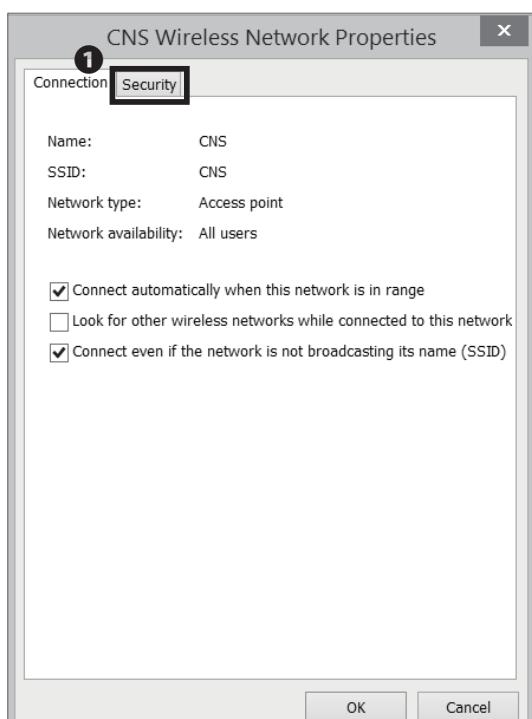 CNS Wireless Network Properties
1
Connection Security
Name: CNS
SSID: CNS
Network type: Access point
Network availability: All users
Connect automatically when this network is in range
Look for other wireless networks while connected to this network
Connect even if the network is not broadcasting its name (SSID)
OK Cancel